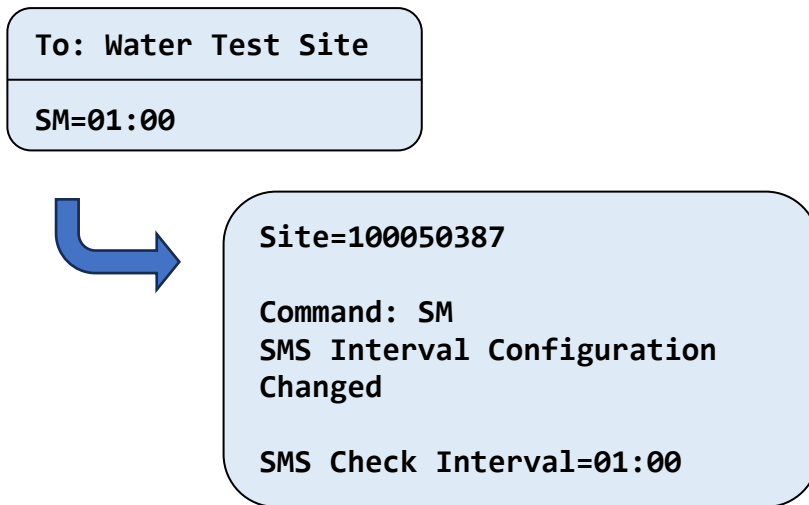 To: Water Test Site
SM=01:00
Site=100050387
Command: SM
SMS Interval Configuration
Changed
SMS Check Interval=01:00